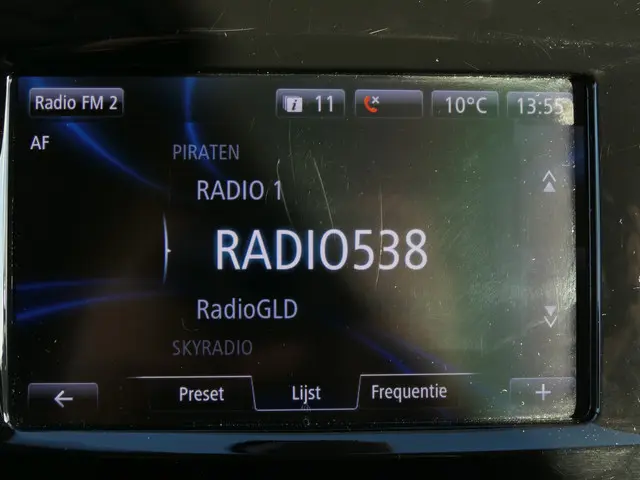 Radio FM 2 i 11 10°C 13:55
AF
PIRATEN
RADIO 1
RADIO538
RadioGLD
SKYRADIO
Preset Lijst Frequentie +